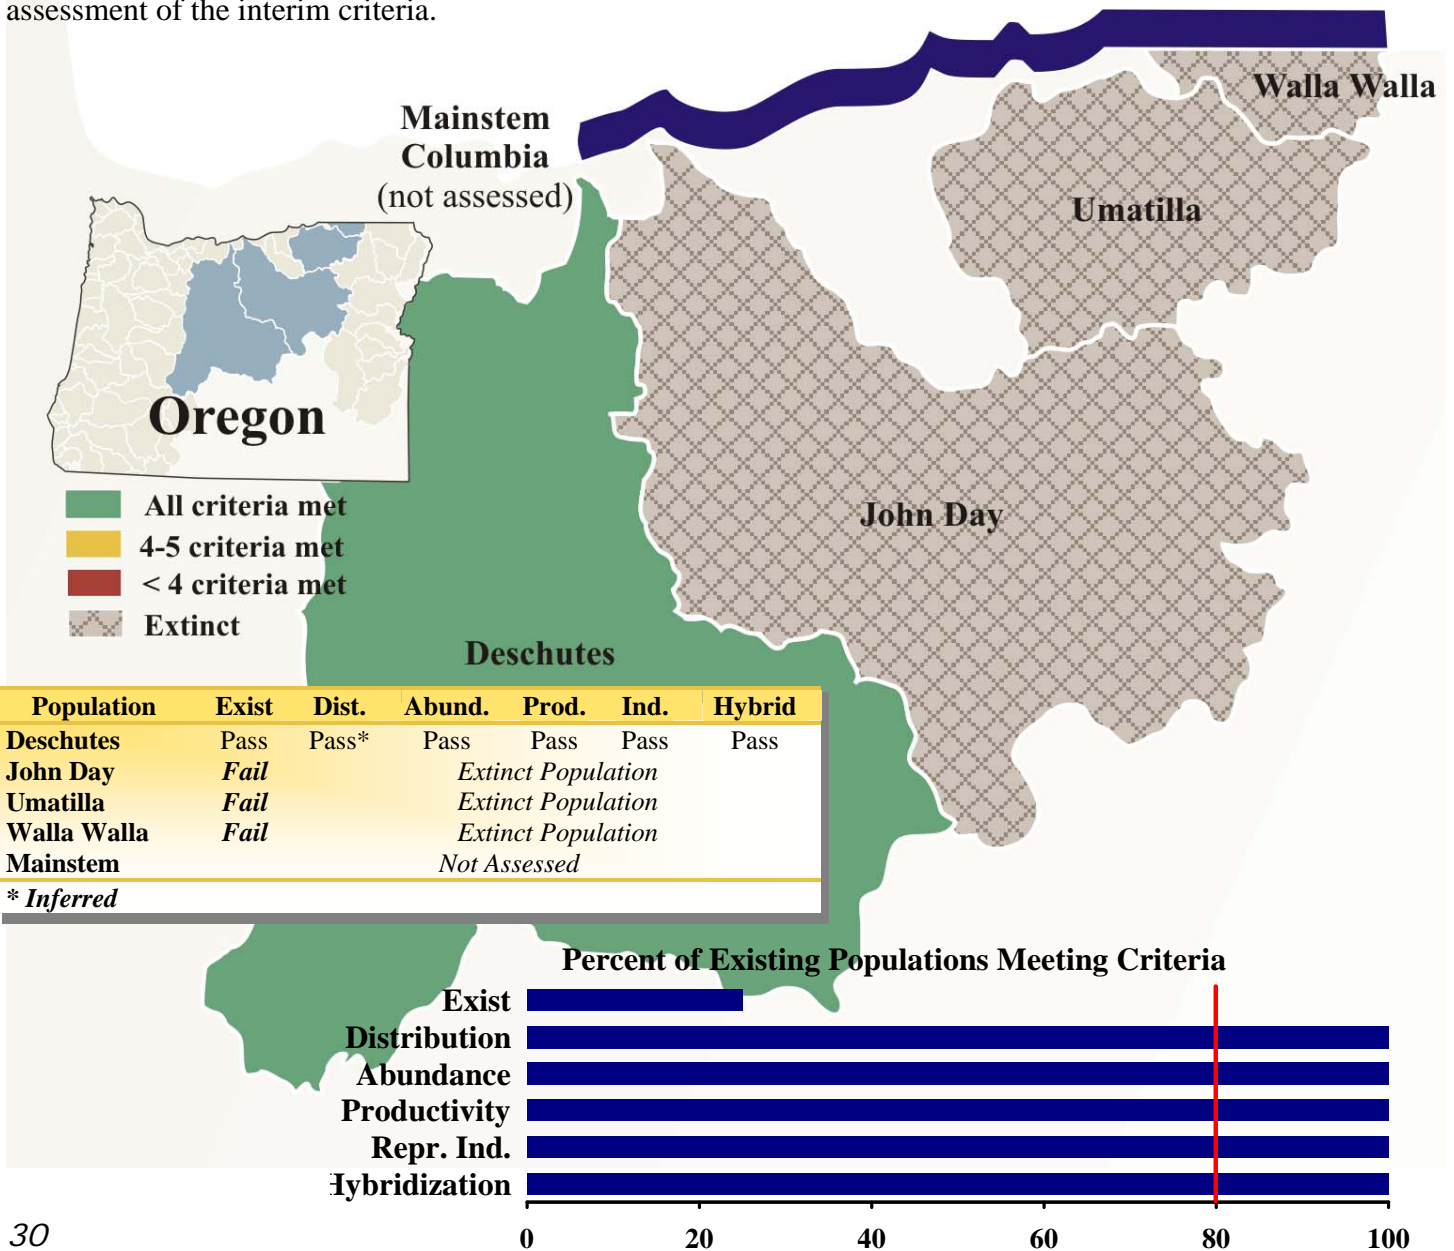 assessment of the interim criteria.
Walla Walla
Mainstem
Columbia
(not assessed)
Umatilla
Oregon
All criteria met
4-5 criteria met
< 4 criteria met
Extinct
John Day
Deschutes
Population Exist Dist. Abund. Prod. Ind. Hybrid
Deschutes Pass Pass* Pass Pass Pass Pass
John Day Fail Extinct Population
Umatilla Fail Extinct Population
Walla Walla Fail Extinct Population
Mainstem Not Assessed
* Inferred
Percent of Existing Populations Meeting Criteria
Exist
Distribution
Abundance
Productivity
Repr. Ind.
Hybridization
0 20 40 60 80 100
30